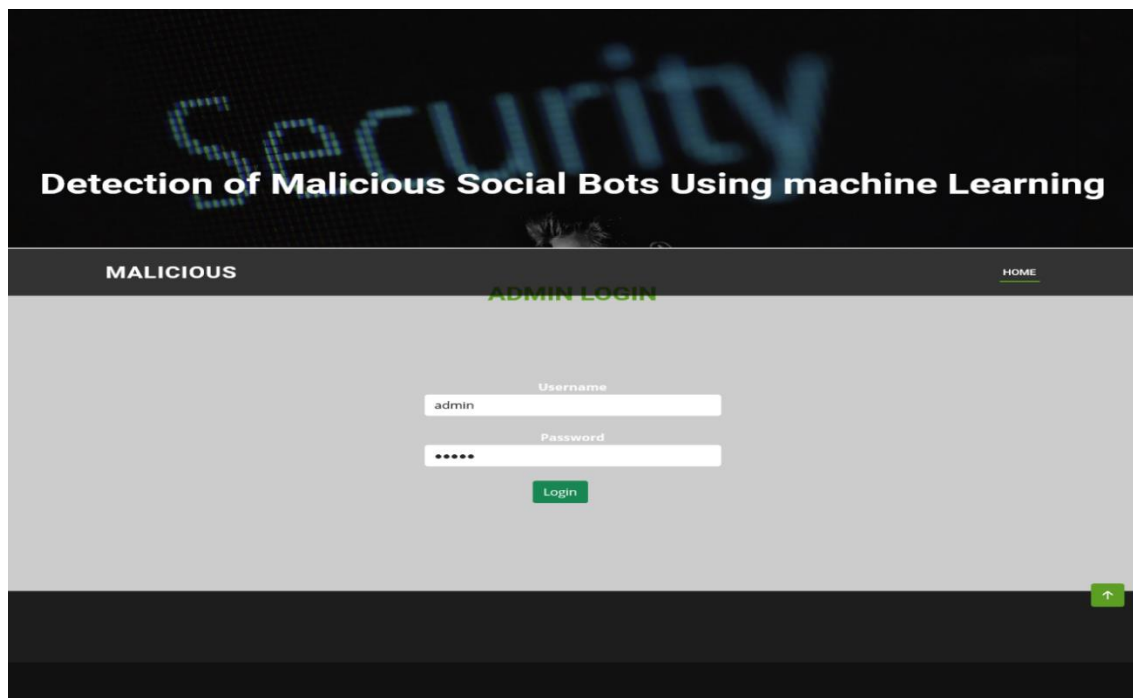 Security
Detection of Malicious Social Bots Using machine Learning
MALICIOUS
HOME
ADMIN LOGIN
Username
admin
Password
•••••
Login